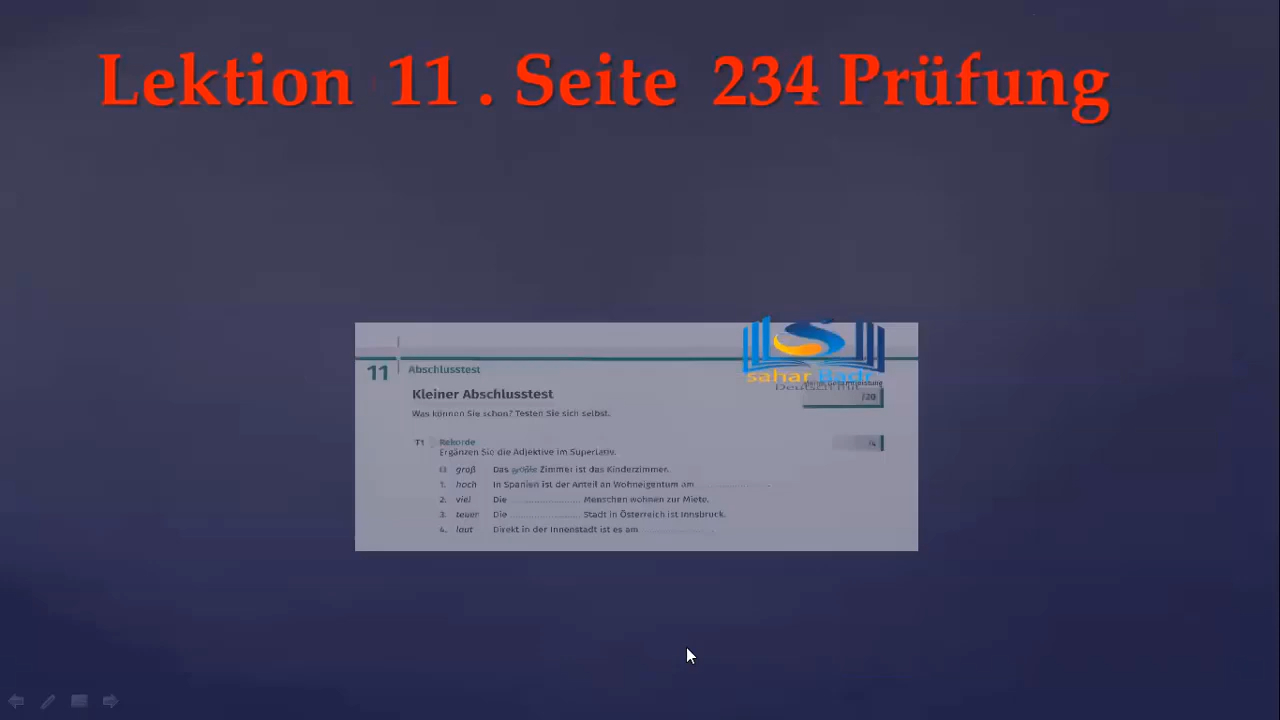 Lektion 11 . Seite 234 Prüfung
sahar Badr
11 Abschlusstest
Kleiner Abschlusstest
/20
Was können Sie schon? Testen Sie sich selbst.
T1 Rekorde
Ergänzen Sie die Adjektive im Superlativ.
/4
0. groß Das größte Zimmer ist das Kinderzimmer.
1. hoch In Spanien ist der Anteil an Wohneigentum am ....................
2. viel Die .................... Menschen wohnen zur Miete.
3. teuer Die .................... Stadt in Österreich ist Innsbruck.
4. laut Direkt in der Innenstadt ist es am ....................